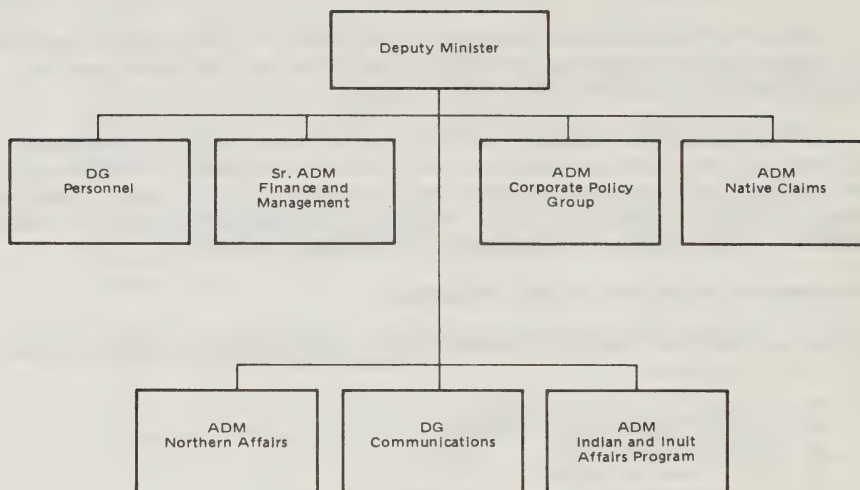 Deputy Minister
DG
Personnel
Sr. ADM
Finance and
Management
ADM
Corporate Policy
Group
ADM
Native Claims
ADM
Northern Affairs
DG
Communications
ADM
Indian and Inuit
Affairs Program